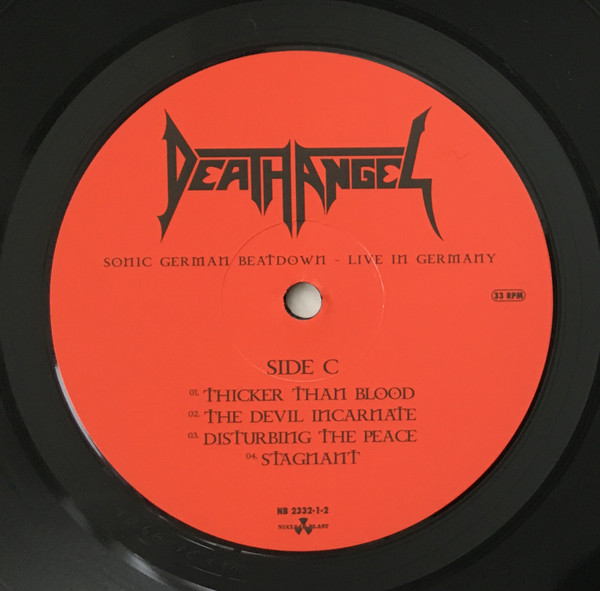 DEATH ANGEL
SONIC GERMAN BEATDOWN - LIVE IN GERMANY
33 RPM
SIDE C
01. THICKER THAN BLOOD
02. THE DEVIL INCARNATE
03. DISTURBING THE PEACE
04. STAGNANT
NB 2332-1-2
NUCLEAR BLAST